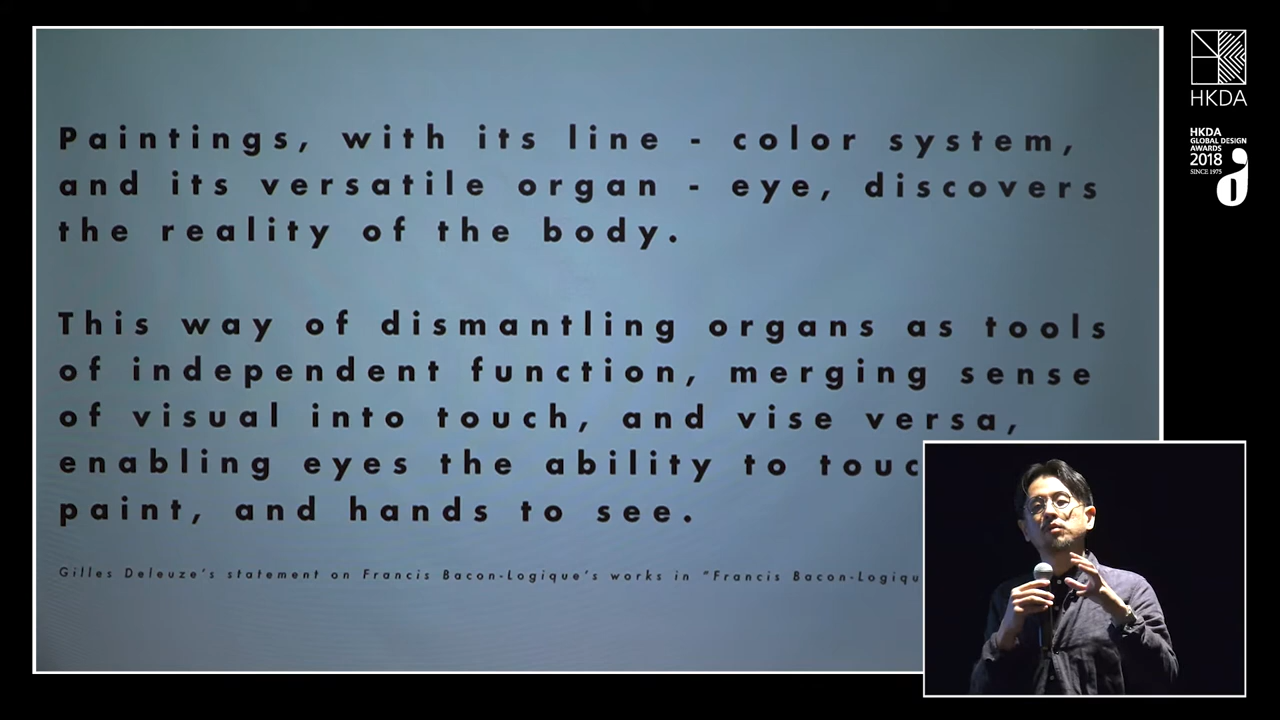 Paintings, with its line - color system,
and its versatile organ - eye, discovers
the reality of the body.
This way of dismantling organs as tools
of independent function, merging sense
of visual into touch, and vise versa,
enabling eyes the ability to
paint, and hands to see.
Gilles Deleuze's statement on Francis Bacon-Logique's works in "Francis Bacon-
HKDA
HKDA
GLOBAL DESIGN
AWARDS
2018
SINCE 1975